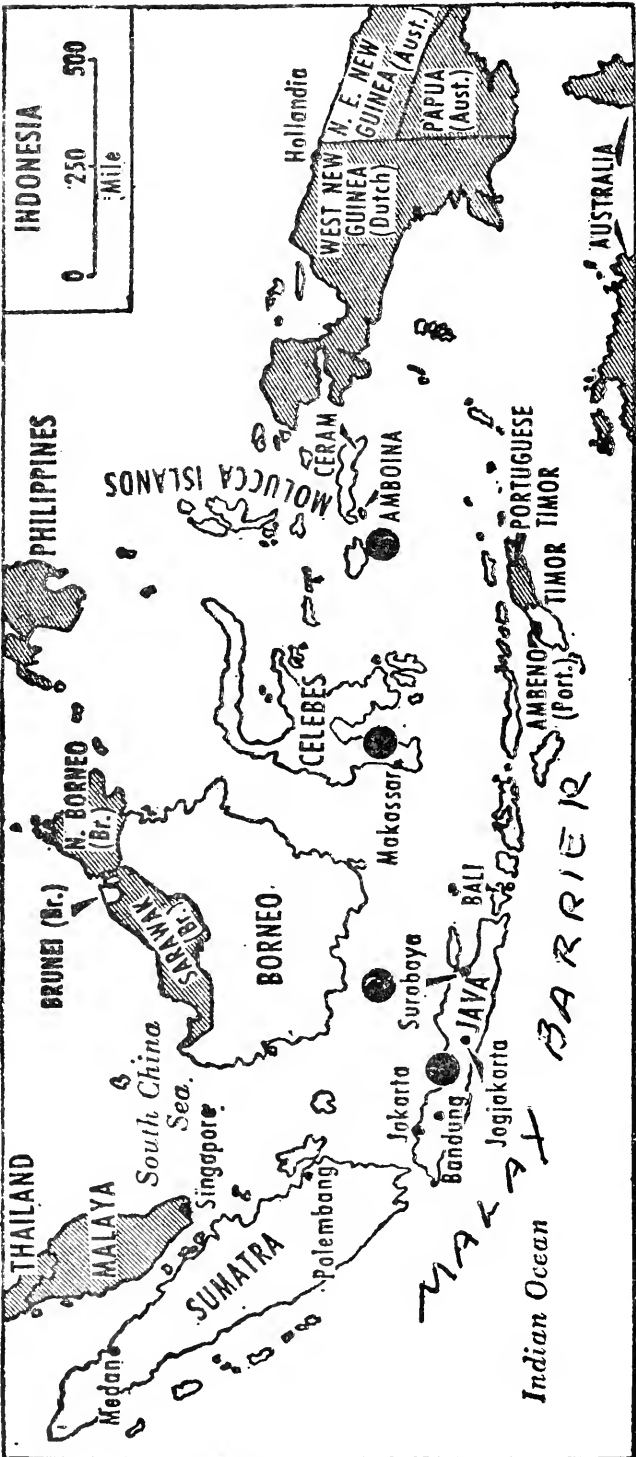 INDONESIA
0 250 500
Mile
THAILAND
MALAYA
South China
Sea
Singapore
Medan
SUMATRA
Palembang
BRUNEI (Br.)
N. BORNEO
(Br.)
SARAWAK
Br.)
BORNEO
PHILIPPINES
CELEBES
Makassar
MOLUCCA ISLANDS
CERAM
AMBOINA
Hollandia
WEST NEW
GUINEA
(Dutch)
N. E. NEW
GUINEA (Aust.)
PAPUA
(Aust.)
Jakarta
Bandung
Jogjakarta
Surabaya
JAVA
BALI
AMBENO
(Port.)
TIMOR
PORTUGUESE
TIMOR
AUSTRALIA
Indian Ocean
MALAY BARRIER